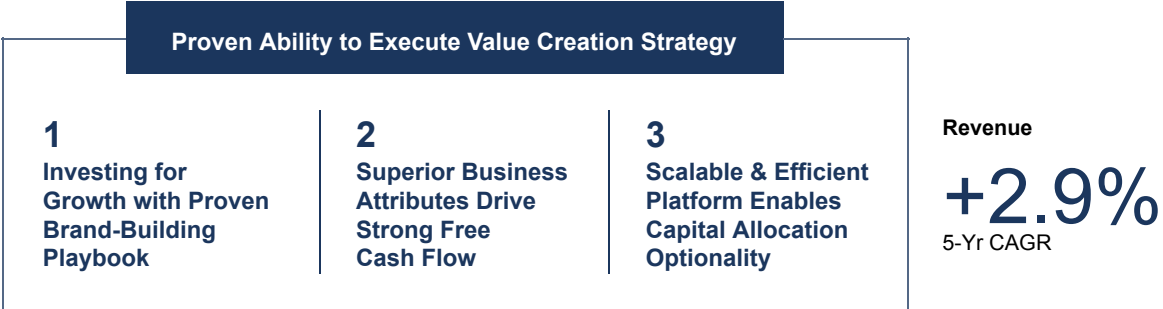 Proven Ability to Execute Value Creation Strategy
1
Investing for
Growth with Proven
Brand-Building
Playbook
2
Superior Business
Attributes Drive
Strong Free
Cash Flow
3
Scalable & Efficient
Platform Enables
Capital Allocation
Optionality
Revenue
+2.9%
5-Yr CAGR